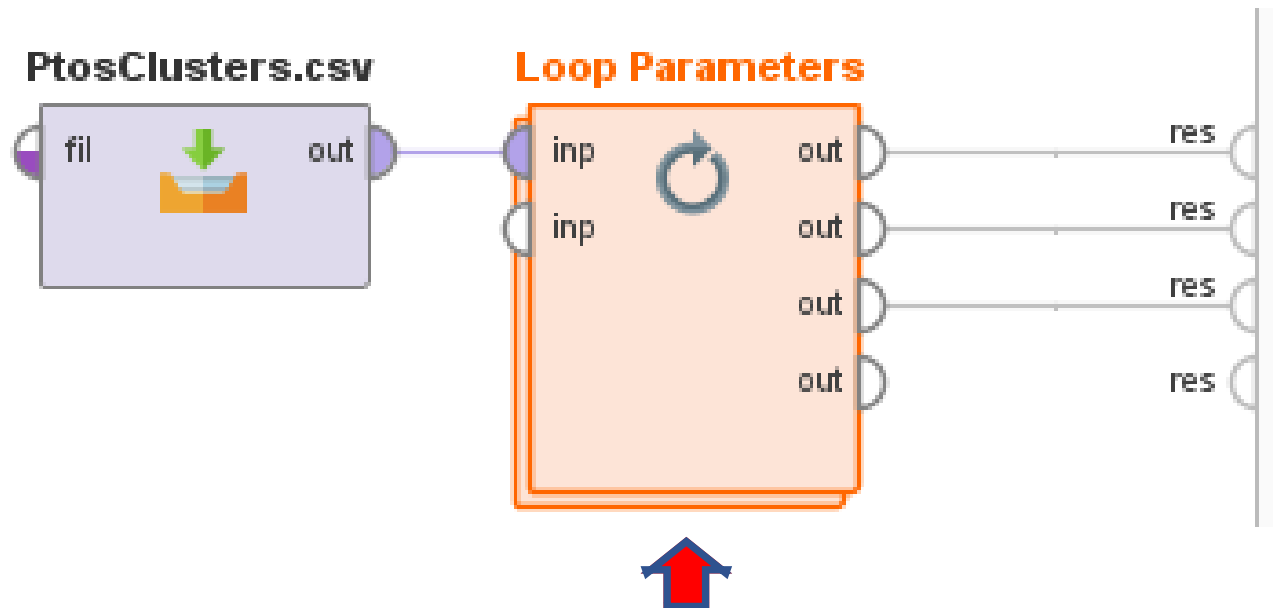 PtosClusters.csv
Loop Parameters
fil
out
inp
out
res
inp
out
res
out
res
out
res